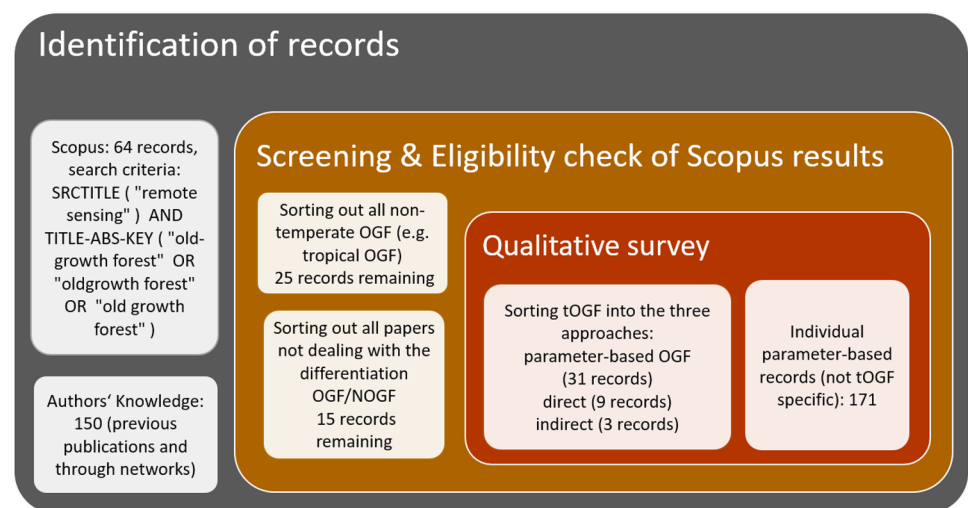 Identification of records
Scopus: 64 records,
search criteria:
SRCTITLE ( "remote
sensing" ) AND
TITLE-ABS-KEY ( "old-
growth forest" OR
"oldgrowth forest"
OR "old growth
forest" )
Authors‘ Knowledge:
150 (previous
publications and
through networks)
Screening & Eligibility check of Scopus results
Sorting out all non-
temperate OGF (e.g.
tropical OGF)
25 records remaining
Sorting out all papers
not dealing with the
differentiation
OGF/NOGF
15 records
remaining
Qualitative survey
Sorting tOGF into the three
approaches:
parameter-based OGF
(31 records)
direct (9 records)
indirect (3 records)
Individual
parameter-based
records (not tOGF
specific): 171